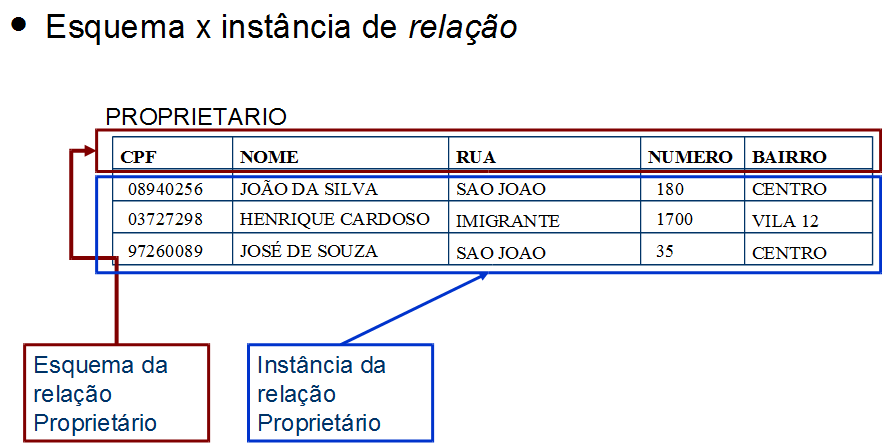 • Esquema x instância de relação
PROPRIETARIO
CPF NOME RUA NUMERO BAIRRO
08940256 JOÃO DA SILVA SAO JOAO 180 CENTRO
03727298 HENRIQUE CARDOSO IMIGRANTE 1700 VILA 12
97260089 JOSÉ DE SOUZA SAO JOAO 35 CENTRO
Esquema da
relação
Proprietário
Instância da
relação
Proprietário